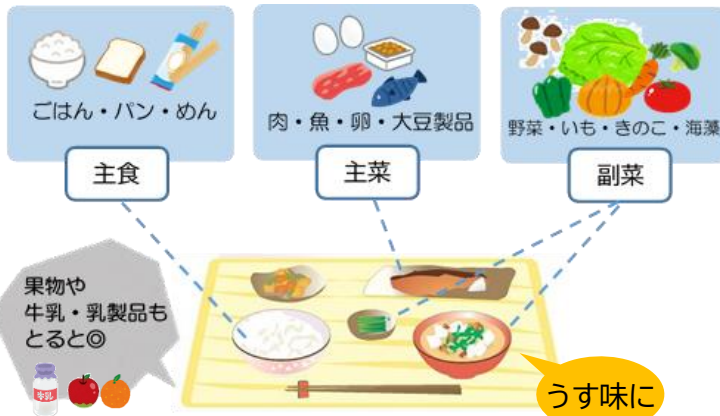 ごはん・パン・めん
肉・魚・卵・大豆製品
野菜・いも・きのこ・海藻
主食
主菜
副菜
果物や
牛乳・乳製品も
とると◎
牛乳
うす味に